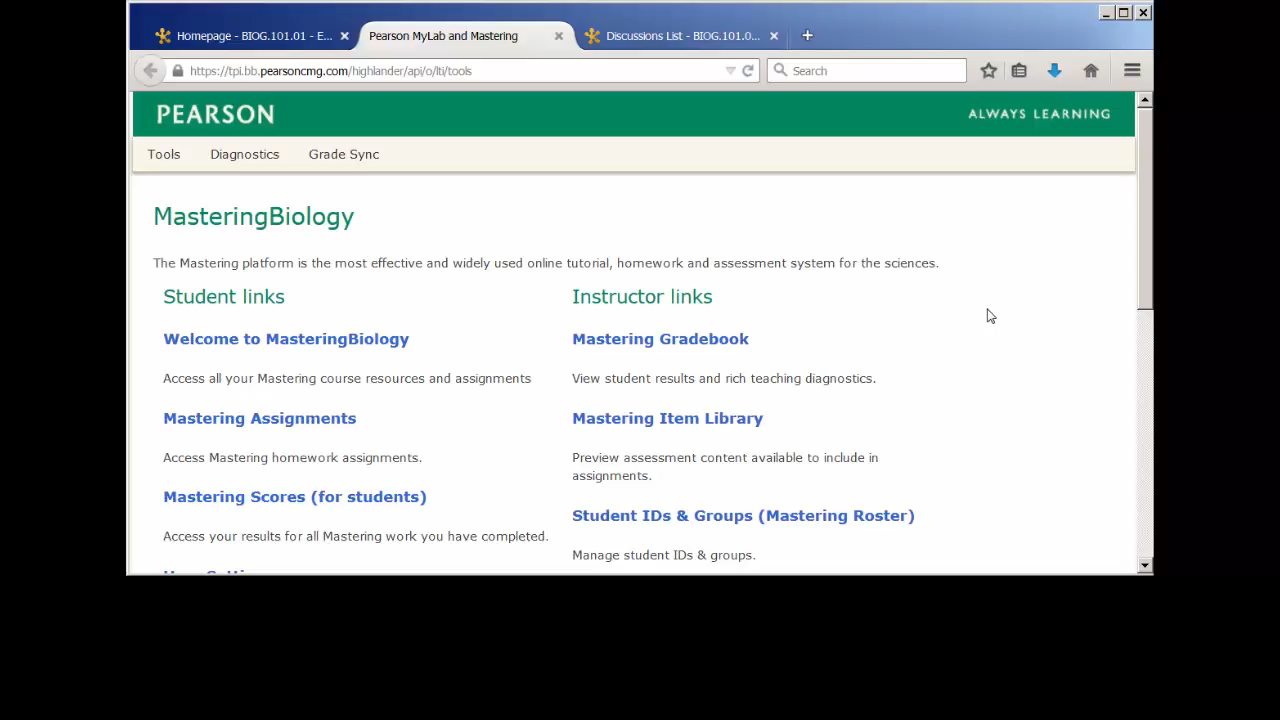 Homepage - BIOG.101.01 - E...
Pearson MyLab and Mastering
Discussions List - BIOG.101.0...
https://tpi.bb.pearsoncmg.com/highlander/api/o/lti/tools
Search
PEARSON
ALWAYS LEARNING
Tools Diagnostics Grade Sync
MasteringBiology
The Mastering platform is the most effective and widely used online tutorial, homework and assessment system for the sciences.
Student links
Welcome to MasteringBiology
Access all your Mastering course resources and assignments
Mastering Assignments
Access Mastering homework assignments.
Mastering Scores (for students)
Access your results for all Mastering work you have completed.
Instructor links
Mastering Gradebook
View student results and rich teaching diagnostics.
Mastering Item Library
Preview assessment content available to include in
assignments.
Student IDs & Groups (Mastering Roster)
Manage student IDs & groups.